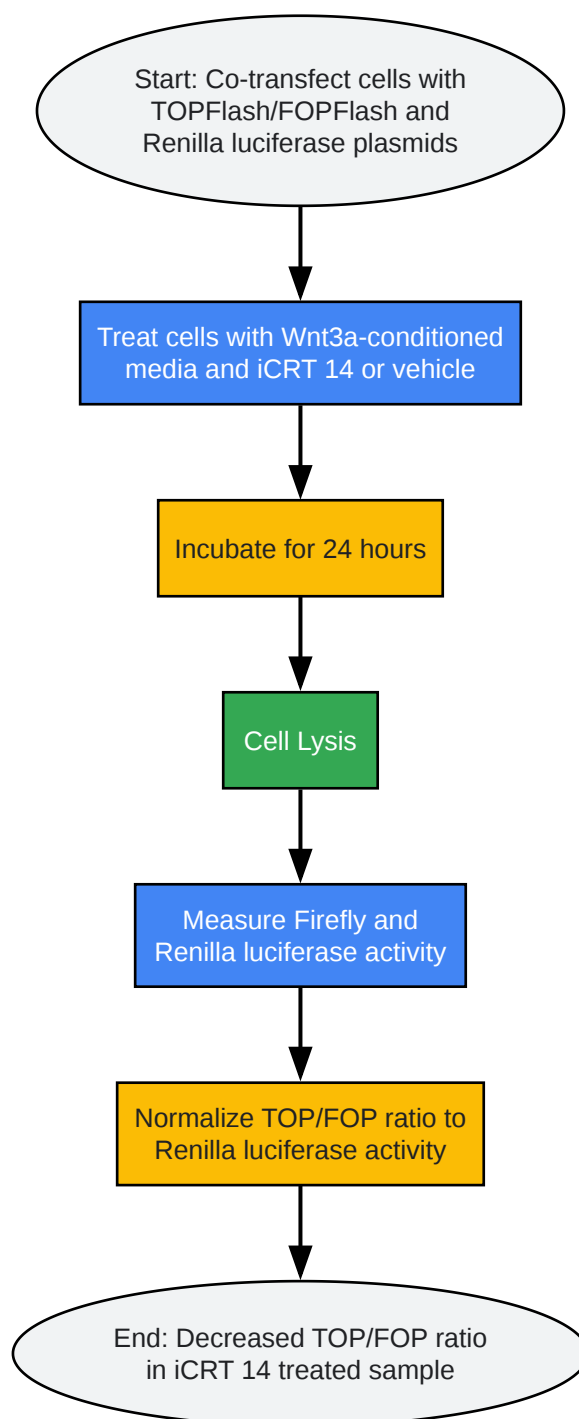 Start: Co-transfect cells with
TOPFlash/FOPFlash and
Renilla luciferase plasmids
Treat cells with Wnt3a-conditioned
media and iCRT 14 or vehicle
Incubate for 24 hours
Cell Lysis
Measure Firefly and
Renilla luciferase activity
Normalize TOP/FOP ratio to
Renilla luciferase activity
End: Decreased TOP/FOP ratio
in iCRT 14 treated sample